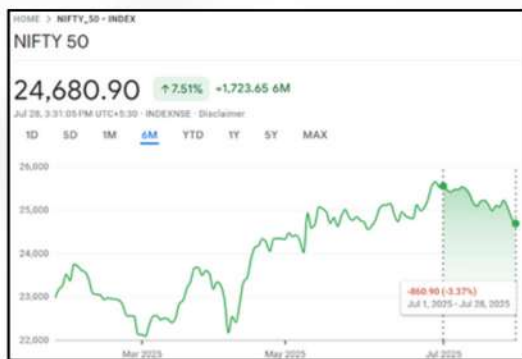 HOME > NIFTY_50 • INDEX
NIFTY 50
24,680.90 ↑7.51% +1,723.65 6M
Jul 28, 3:31:05 PM UTC+5:30 · INDEXNSE · Disclaimer
1D 5D 1M 6M YTD 1Y 5Y MAX
26,000
25,000
24,000
23,000
22,000
-860.90 (-3.37%)
Jul 1, 2025 - Jul 28, 2025
Mar 2025 May 2025 Jul 2025